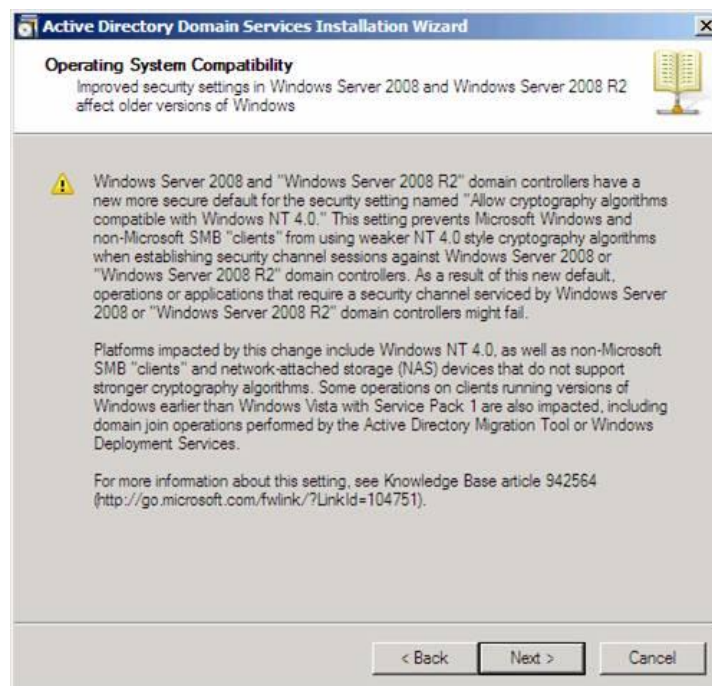 Active Directory Domain Services Installation Wizard
Operating System Compatibility
Improved security settings in Windows Server 2008 and Windows Server 2008 R2
affect older versions of Windows
Windows Server 2008 and "Windows Server 2008 R2" domain controllers have a
new more secure default for the security setting named "Allow cryptography algorithms
compatible with Windows NT 4.0." This setting prevents Microsoft Windows and
non-Microsoft SMB "clients" from using weaker NT 4.0 style cryptography algorithms
when establishing security channel sessions against Windows Server 2008 or
"Windows Server 2008 R2" domain controllers. As a result of this new default,
operations or applications that require a security channel serviced by Windows Server
2008 or "Windows Server 2008 R2" domain controllers might fail.
Platforms impacted by this change include Windows NT 4.0, as well as non-Microsoft
SMB "clients" and network-attached storage (NAS) devices that do not support
stronger cryptography algorithms. Some operations on clients running versions of
Windows earlier than Windows Vista with Service Pack 1 are also impacted, including
domain join operations performed by the Active Directory Migration Tool or Windows
Deployment Services.
For more information about this setting, see Knowledge Base article 942564
(http://go.microsoft.com/fwlink/?LinkId=104751).
< Back Next > Cancel